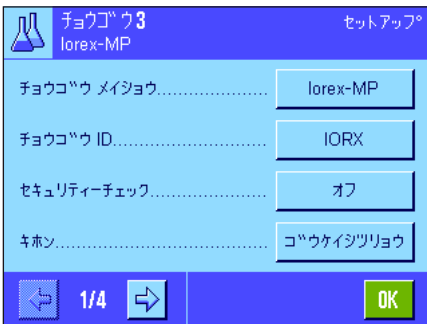 チョウゴウ3 セットアップ
Iorex-MP
チョウゴウ メイショウ..................... Iorex-MP
チョウゴウ ID............................ IORX
セキュリティーチェック.................. オフ
キホン................................... ゴウケイシツリョウ
1/4 OK